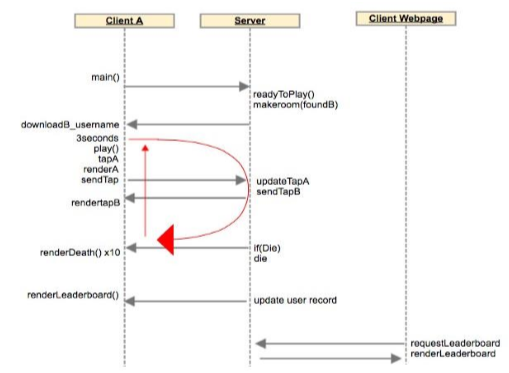 Client A
Server
Client Webpage
main()
readyToPlay()
makeroom(foundB)
downloadB_username
3seconds
play()
tapA
renderA
sendTap
updateTapA
sendTapB
rendertapB
renderDeath() x10
if(Die)
die
renderLeaderboard()
update user record
requestLeaderboard
renderLeaderboard